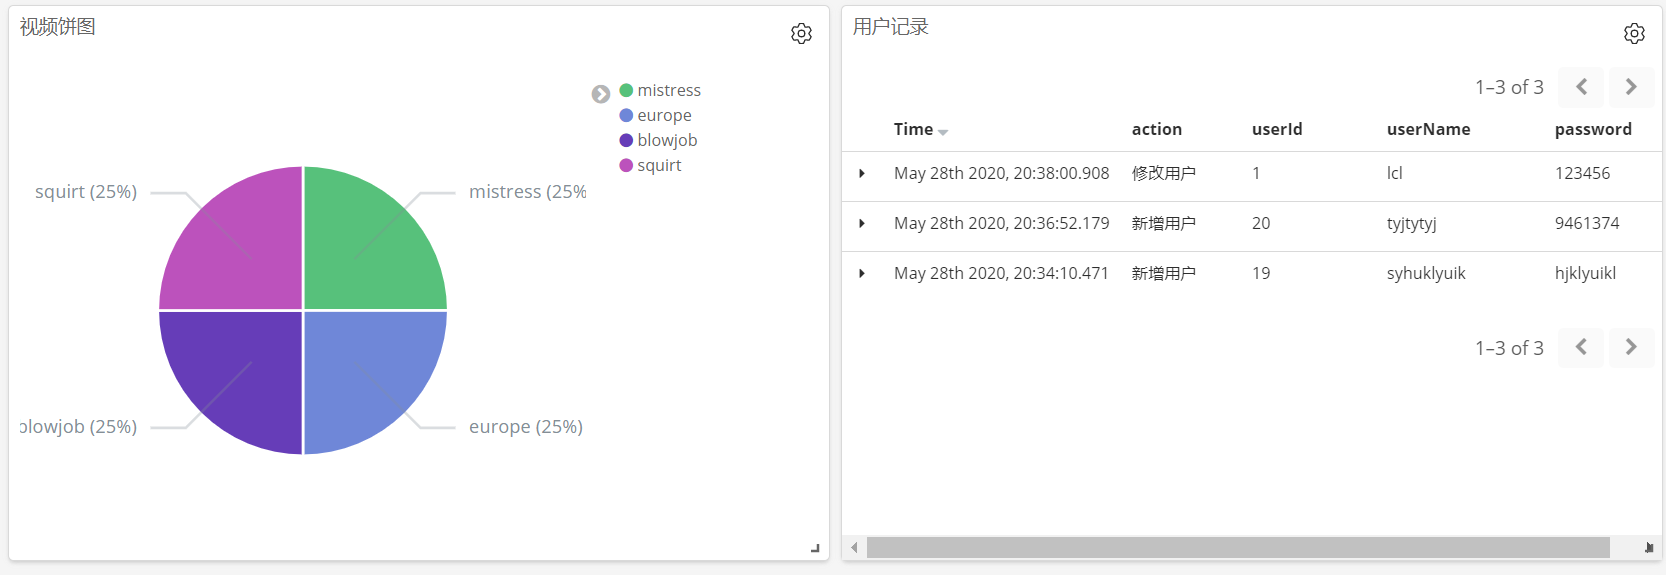 视频饼图
mistress
europe
blowjob
squirt
squirt (25%)
mistress (25%
blowjob (25%)
europe (25%)
用户记录
1–3 of 3
Time action userId userName password
May 28th 2020, 20:38:00.908 修改用户 1 lcl 123456
May 28th 2020, 20:36:52.179 新增用户 20 tyjtytyj 9461374
May 28th 2020, 20:34:10.471 新增用户 19 syhuklyuik hjklyuikl
1–3 of 3